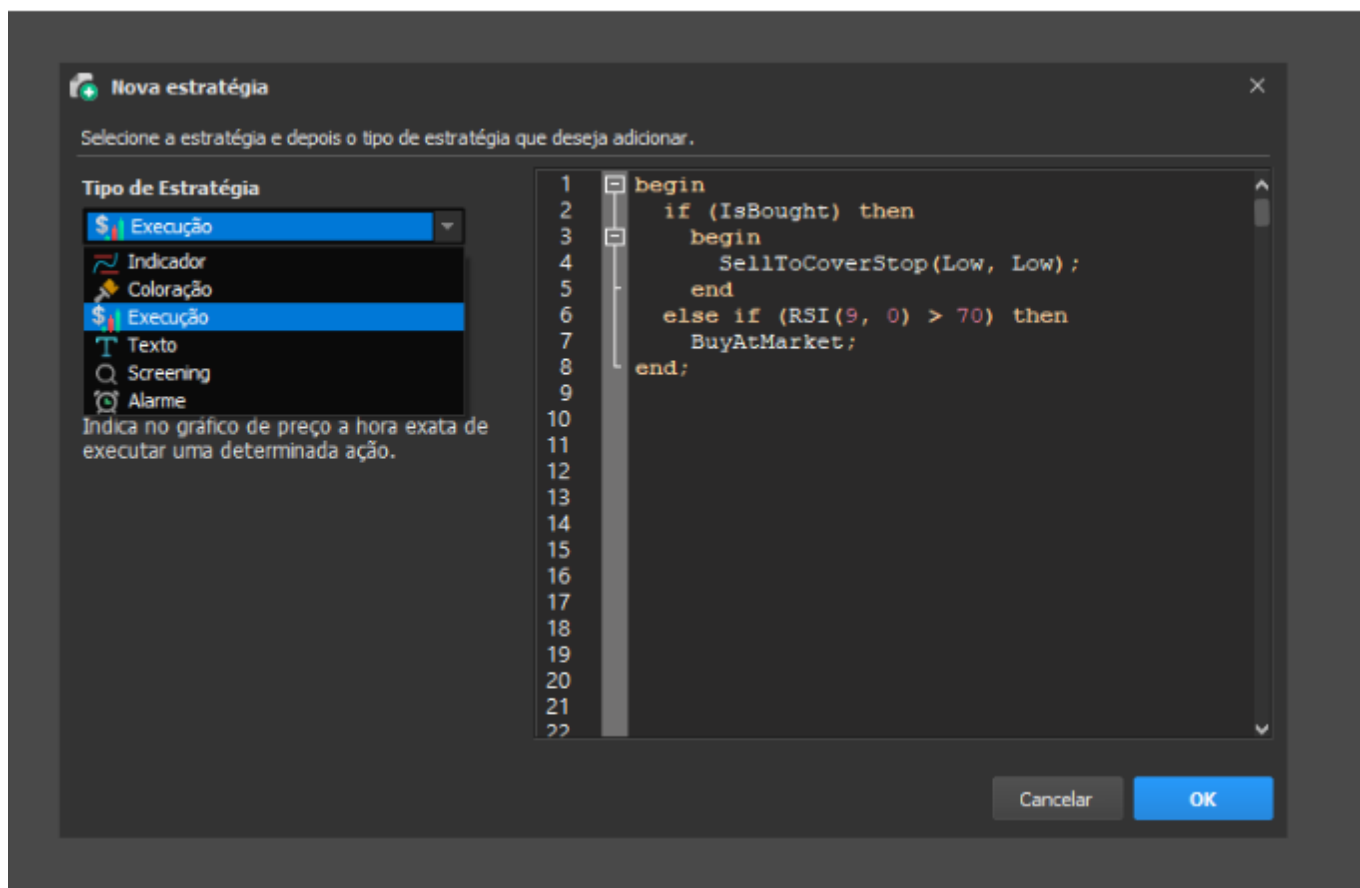 Nova estratégia
Selecione a estratégia e depois o tipo de estratégia que deseja adicionar.
Tipo de Estratégia
Execução
Indicador
Coloração
Execução
Texto
Screening
Alarme
Indica no gráfico de preço a hora exata de
executar uma determinada ação.
1 begin
2 if (IsBought) then
3 begin
4 SellToCoverStop(Low, Low);
5 end
6 else if (RSI(9, 0) > 70) then
7 BuyAtMarket;
8 end;
9
10
11
12
13
14
15
16
17
18
19
20
21
22
Cancelar OK